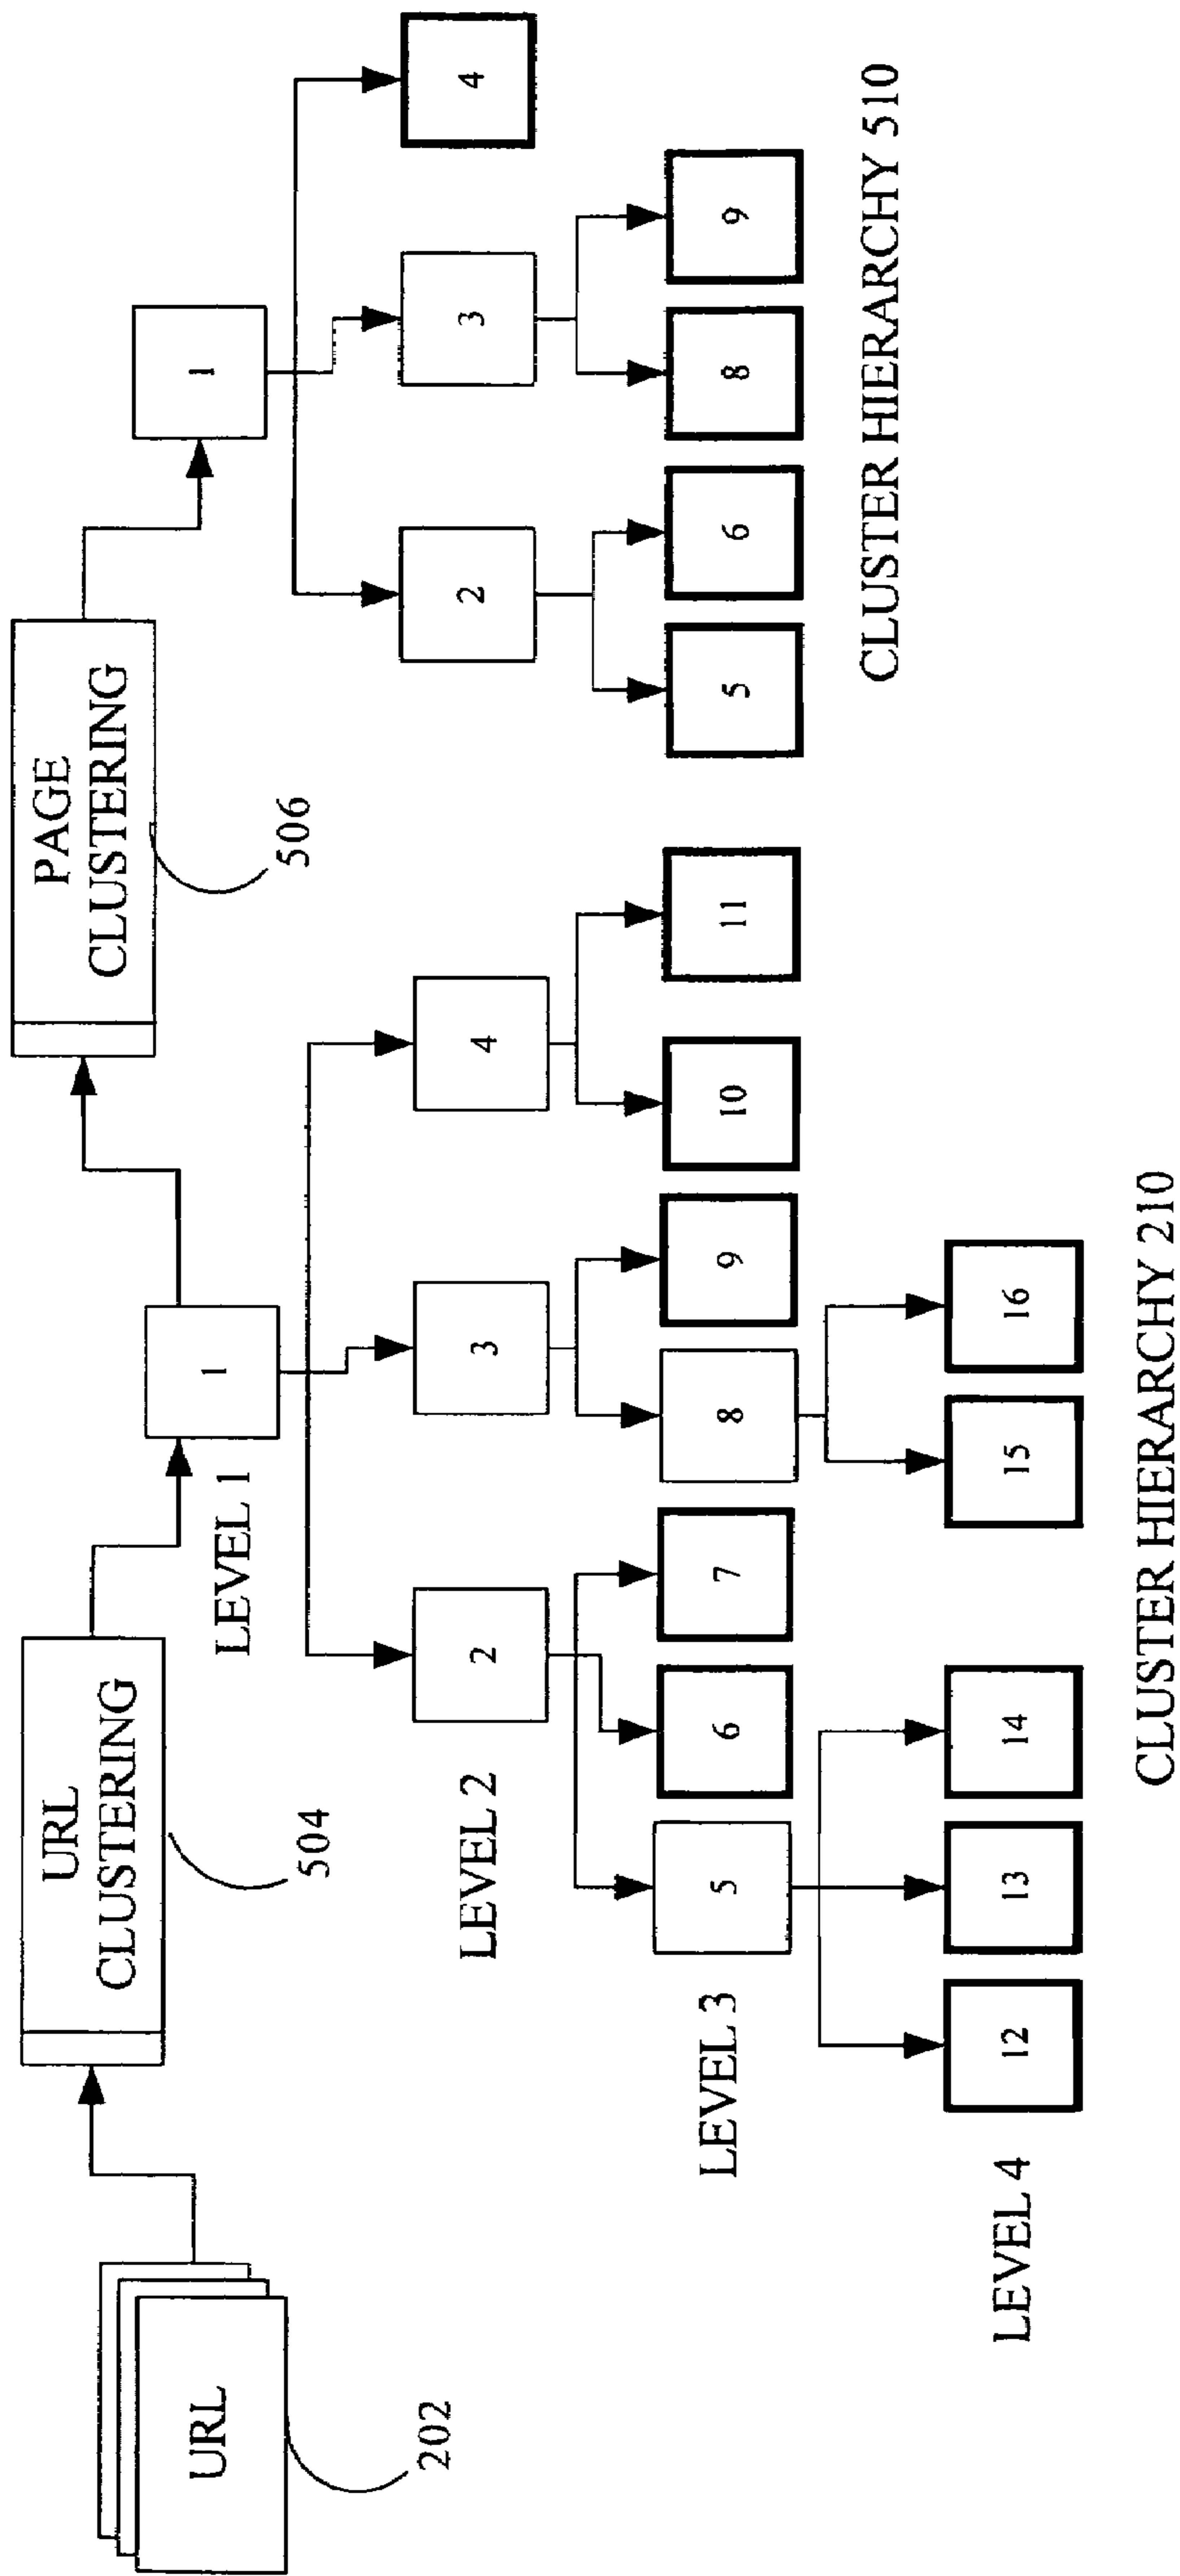 URL
202
URL
CLUSTERING
504
PAGE
CLUSTERING
506
LEVEL 1
1
1
LEVEL 2
2
3
4
2
3
4
LEVEL 3
5
6
7
8
9
10
11
5
6
8
9
LEVEL 4
12
13
14
15
16
CLUSTER HIERARCHY 210
CLUSTER HIERARCHY 510